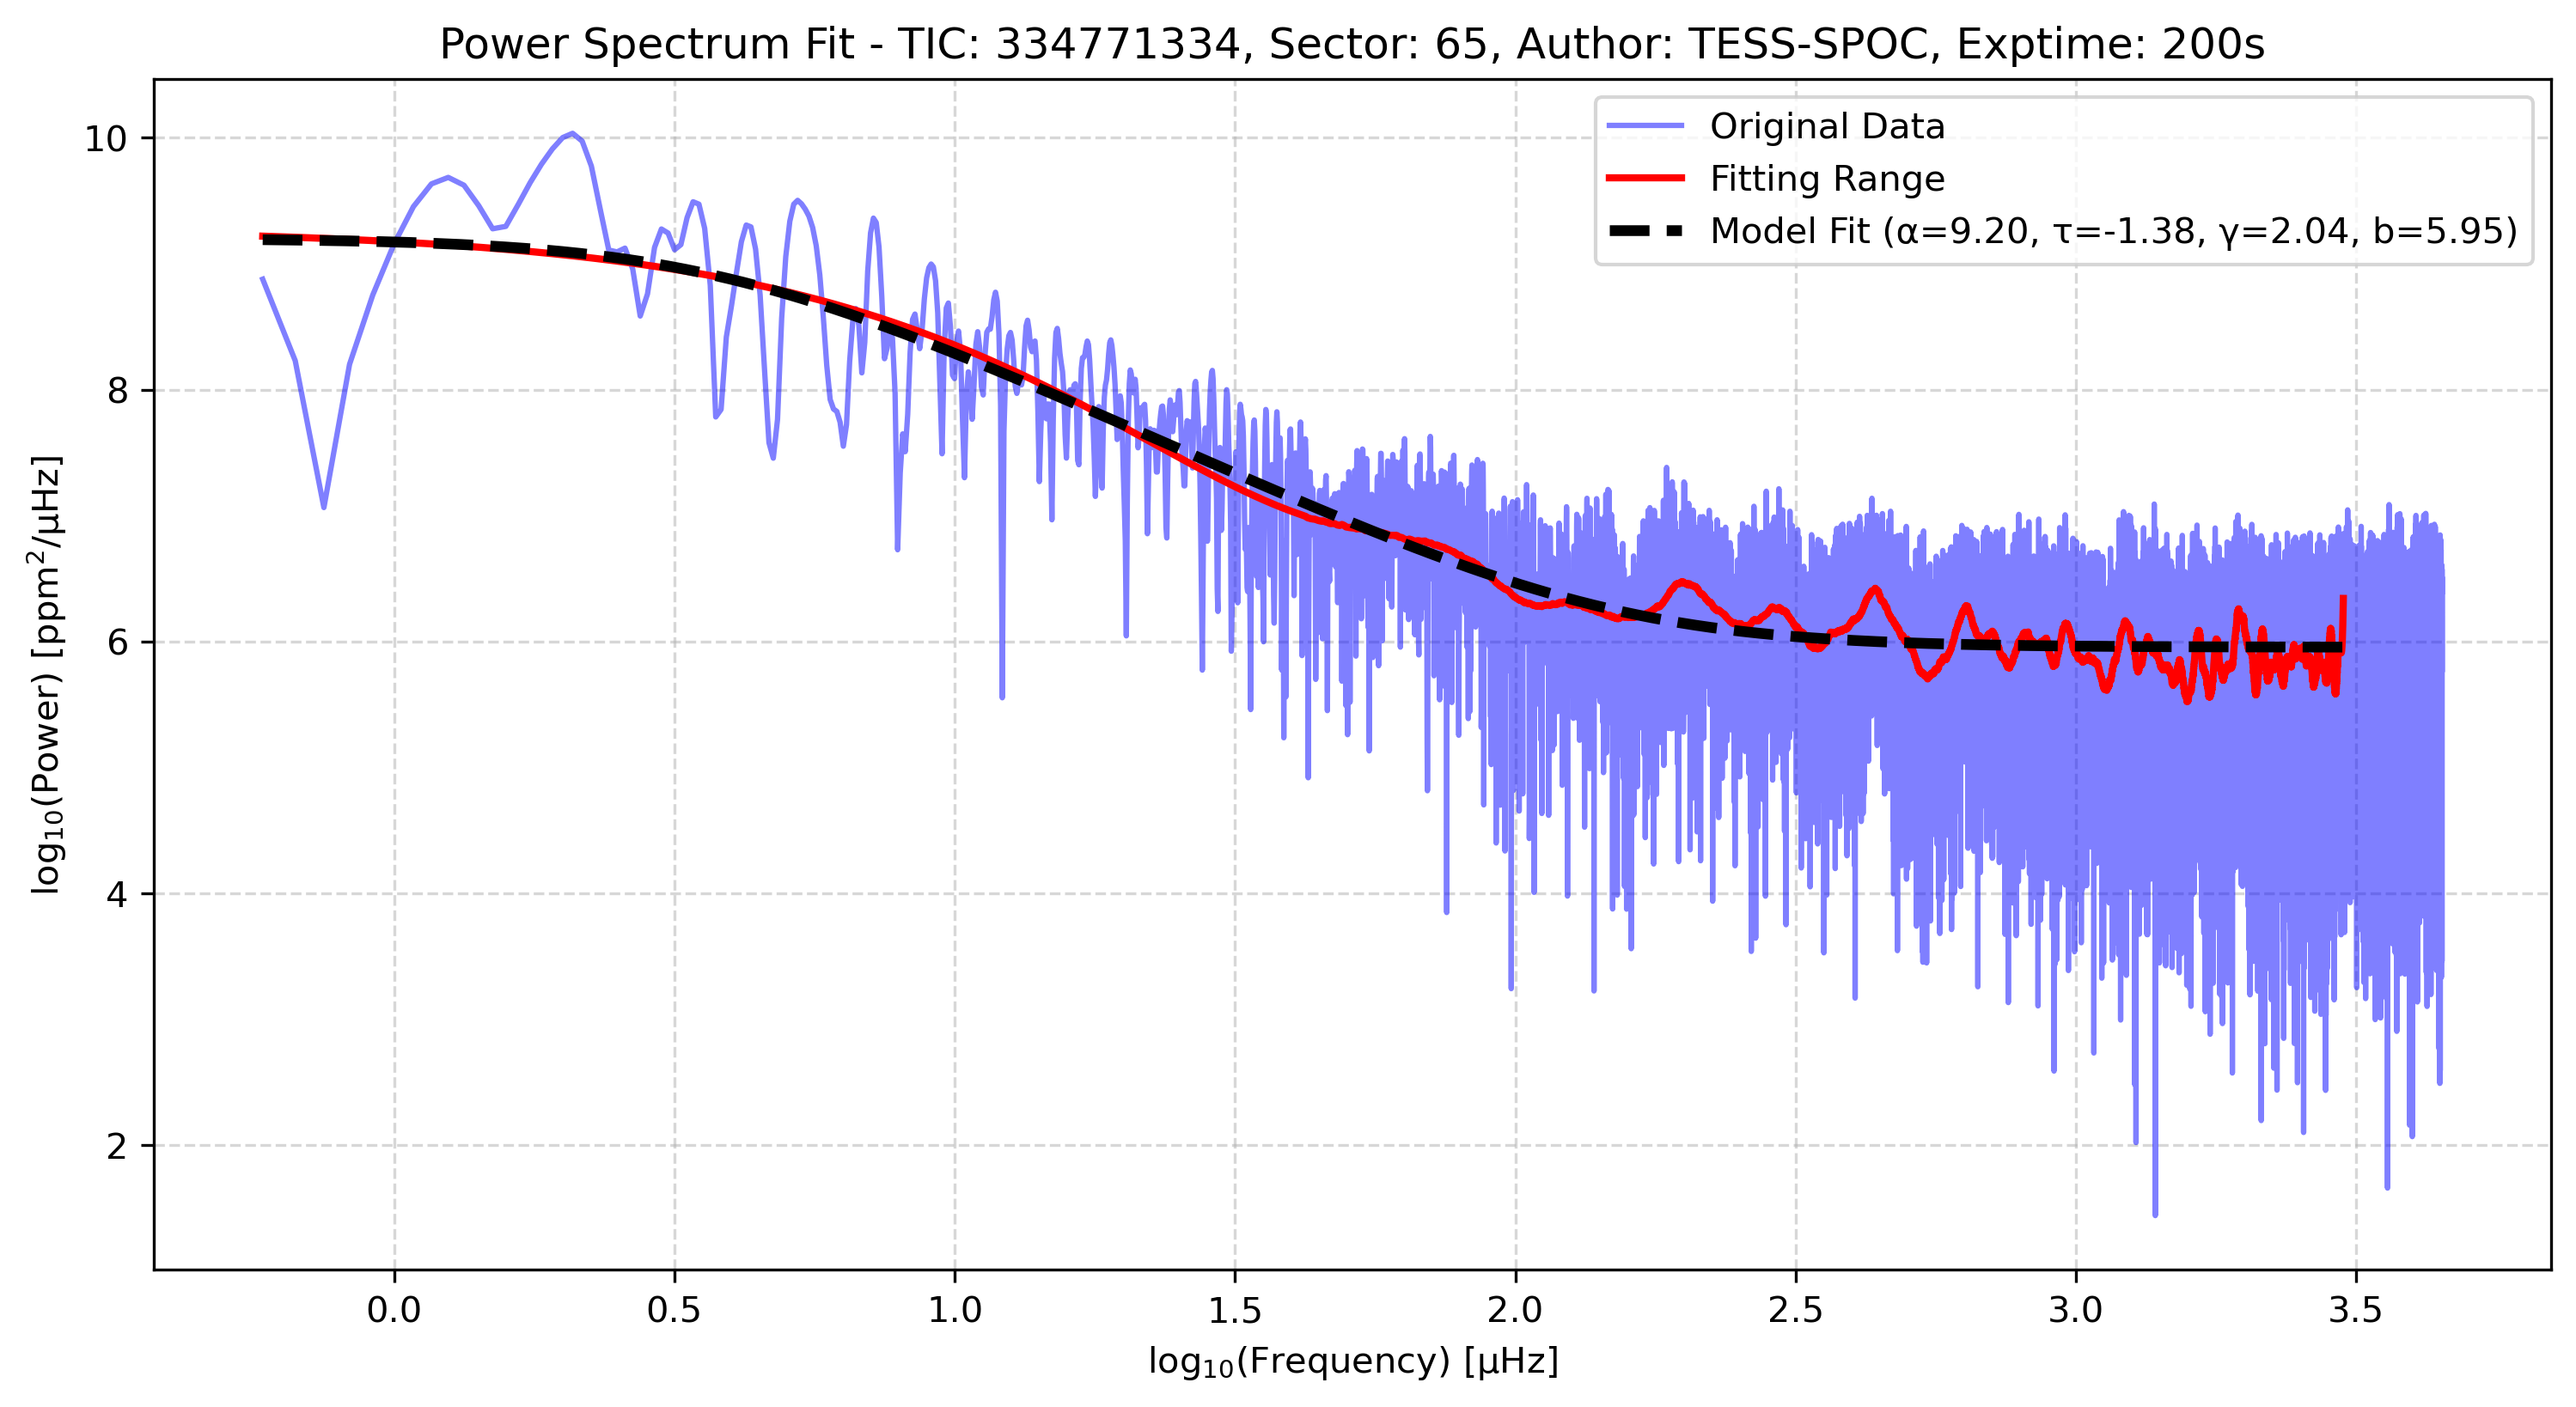 Power Spectrum Fit - TIC: 334771334, Sector: 65, Author: TESS-SPOC, Exptime: 200s
Original Data
Fitting Range
Model Fit (α=9.20, τ=-1.38, γ=2.04, b=5.95)
log₁₀(Power) [ppm²/μHz]
10
8
6
4
2
0.0 0.5 1.0 1.5 2.0 2.5 3.0 3.5
log₁₀(Frequency) [μHz]